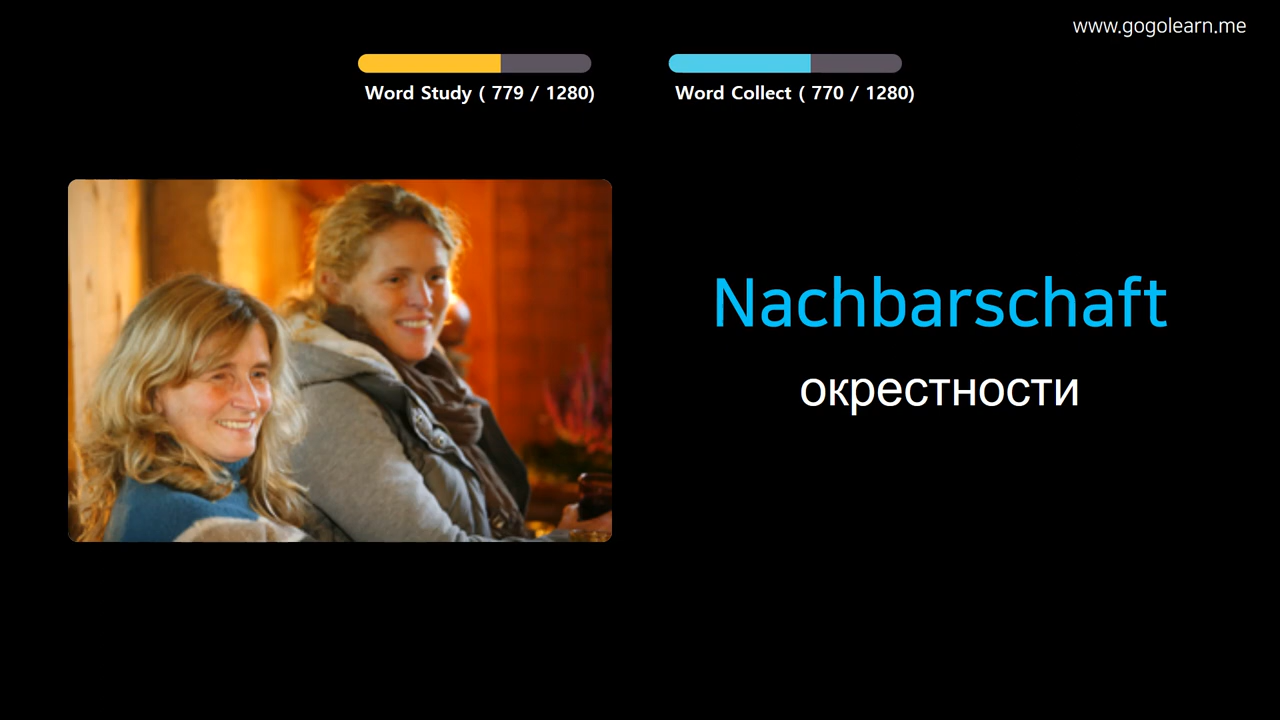 www.gogolearn.me
Word Study ( 779 / 1280)
Word Collect ( 770 / 1280)
Nachbarschaft
окрестности